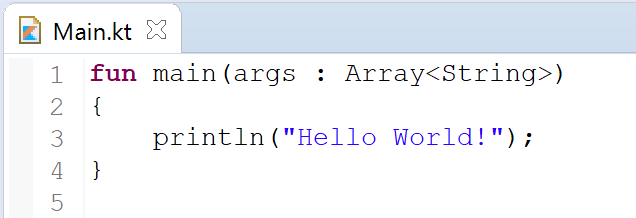 Main.kt
1 fun main(args : Array<String>)
2 {
3     println("Hello World!");
4 }
5